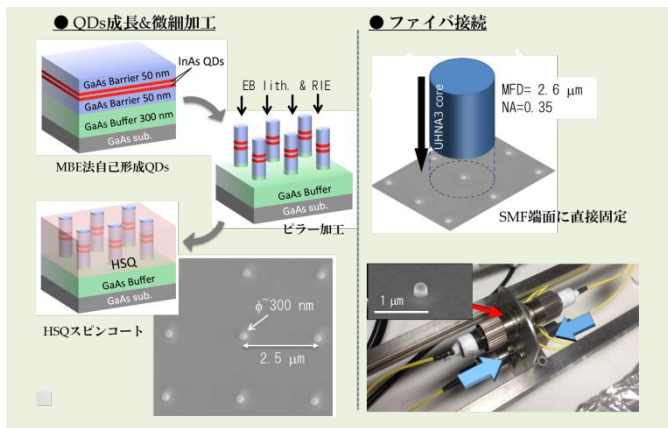 ● QDs成長&微細加工
InAs QDs
GaAs Barrier 50 nm
GaAs Barrier 50 nm
GaAs Buffer 300 nm
GaAs sub.
MBE法自己形成QDs
EB lith. & RIE
GaAs Buffer
GaAs sub.
ピラー加工
HSQ
GaAs Buffer
GaAs sub.
HSQスピンコート
ϕ~300 nm
2.5 μm
● ファイバ接続
UHNA3 core
MFD= 2.6 μm
NA=0.35
SMF端面に直接固定
1 μm